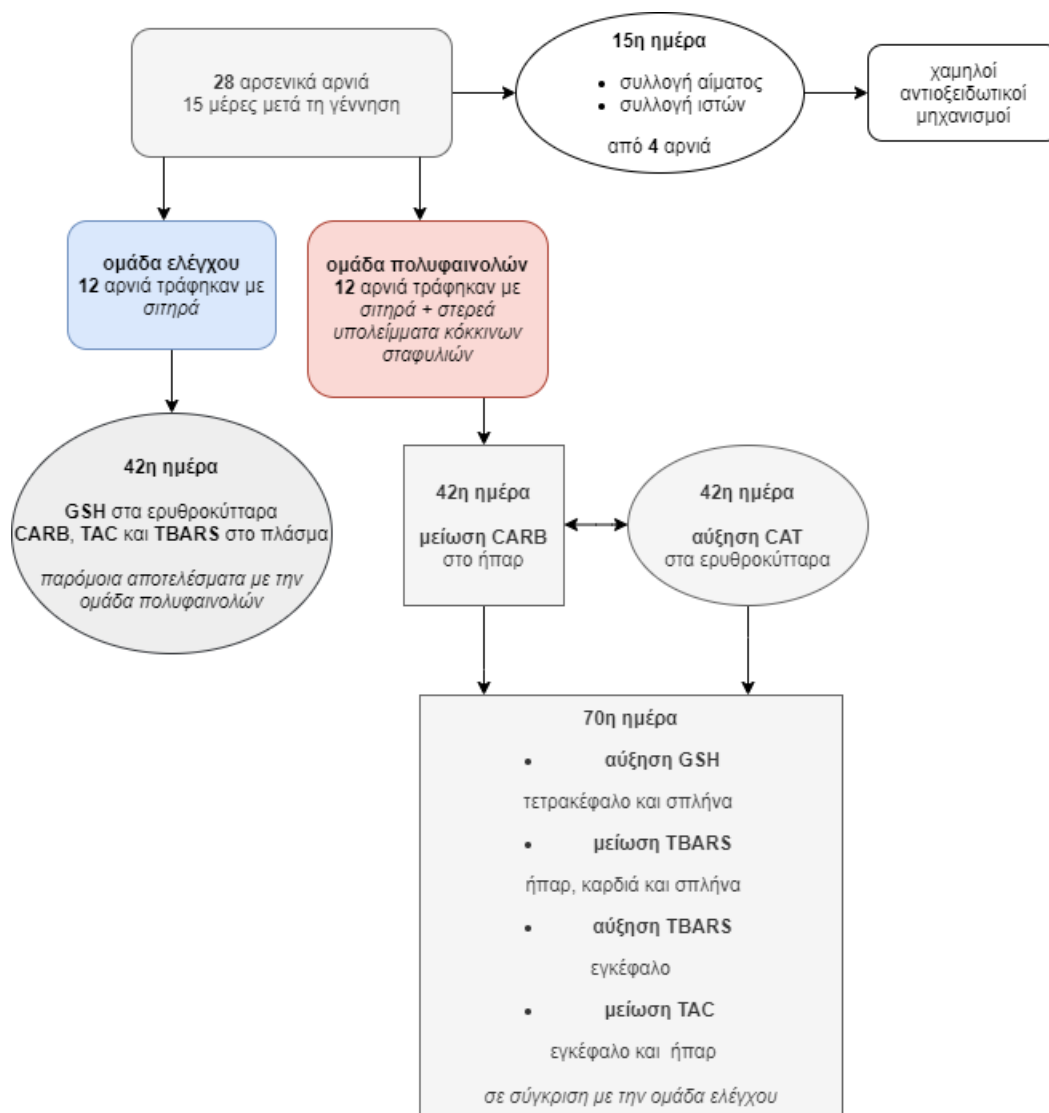 28 αρσενικά αρνιά
15 μέρες μετά τη γέννηση
15η ημέρα
• συλλογή αίματος
• συλλογή ιστών
από 4 αρνιά
χαμηλοί
αντιοξειδωτικοί
μηχανισμοί
ομάδα ελέγχου
12 αρνιά τράφηκαν με
σιτηρά
ομάδα πολυφαινολών
12 αρνιά τράφηκαν με
σιτηρά + στερεά
υπολείμματα κόκκινων
σταφυλιών
42η ημέρα
GSH στα ερυθροκύτταρα
CARB, TAC και TBARS στο πλάσμα
παρόμοια αποτελέσματα με την
ομάδα πολυφαινολών
42η ημέρα
μείωση CARB
στο ήπαρ
42η ημέρα
αύξηση CAT
στα ερυθροκύτταρα
70η ημέρα
• αύξηση GSH
τετρακέφαλο και σπλήνα
• μείωση TBARS
ήπαρ, καρδιά και σπλήνα
• αύξηση TBARS
εγκέφαλο
• μείωση TAC
εγκέφαλο και ήπαρ
σε σύγκριση με την ομάδα ελέγχου